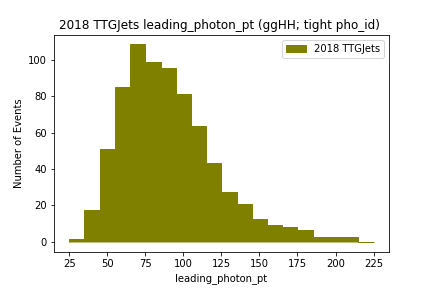 2018 TTGJets leading_photon_pt (ggHH; tight pho_id)
2018 TTGJets
Number of Events
100
80
60
40
20
0
25 50 75 100 125 150 175 200 225
leading_photon_pt